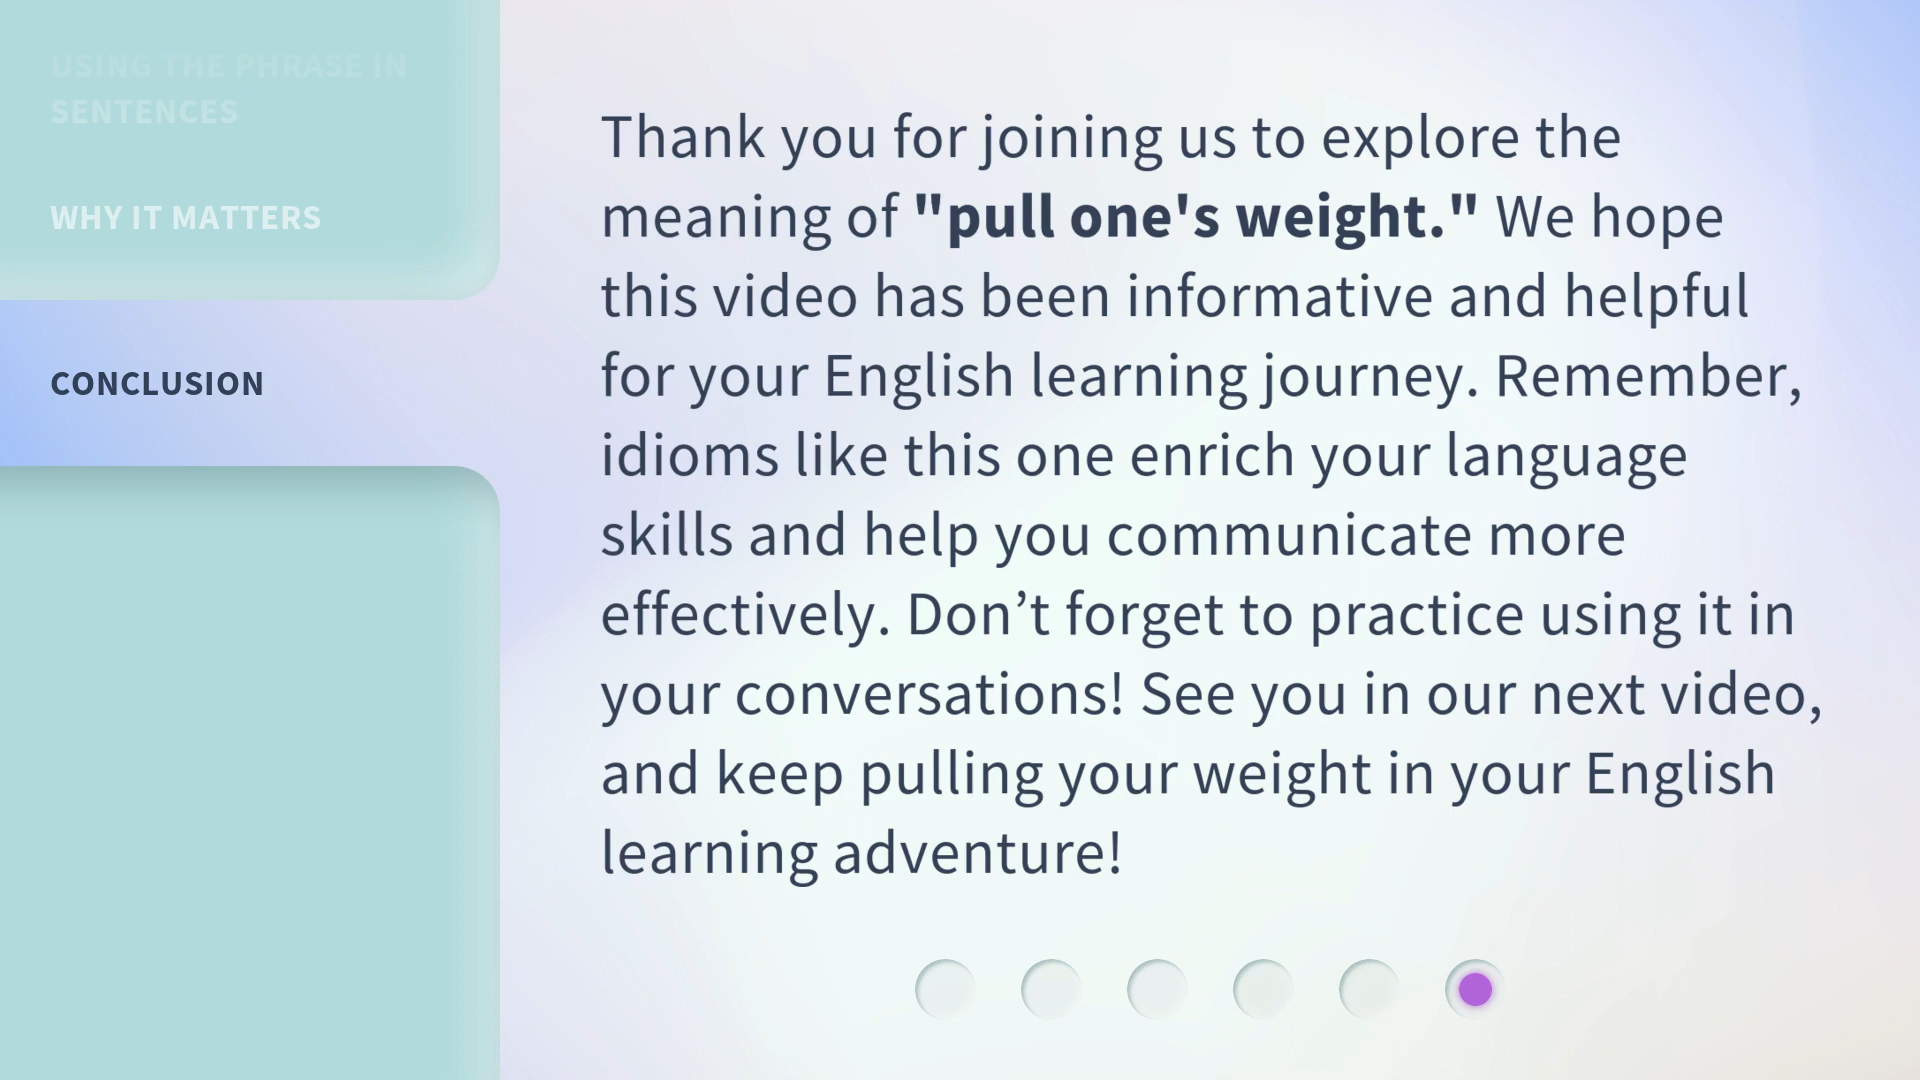 USING THE PHRASE IN
SENTENCES
WHY IT MATTERS
CONCLUSION
Thank you for joining us to explore the
meaning of "pull one's weight." We hope
this video has been informative and helpful
for your English learning journey. Remember,
idioms like this one enrich your language
skills and help you communicate more
effectively. Don’t forget to practice using it in
your conversations! See you in our next video,
and keep pulling your weight in your English
learning adventure!